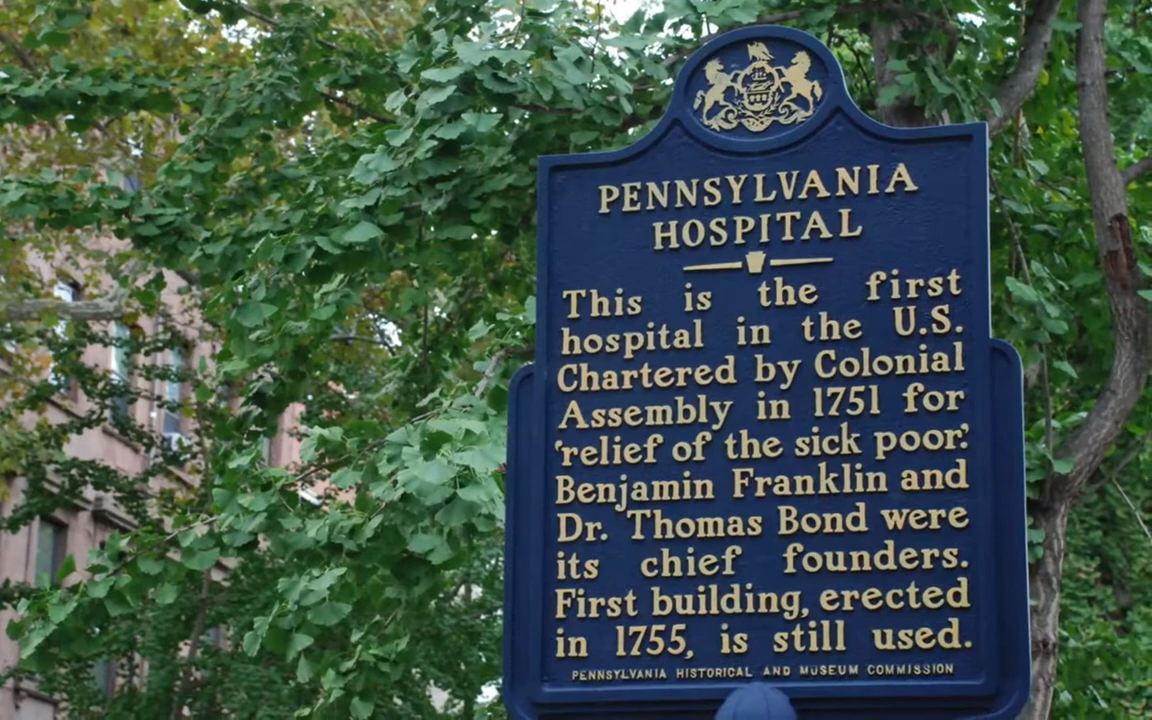 PENNSYLVANIA
HOSPITAL
This is the first
hospital in the U.S.
Chartered by Colonial
Assembly in 1751 for
'relief of the sick poor.'
Benjamin Franklin and
Dr. Thomas Bond were
its chief founders.
First building, erected
in 1755, is still used.
PENNSYLVANIA HISTORICAL AND MUSEUM COMMISSION